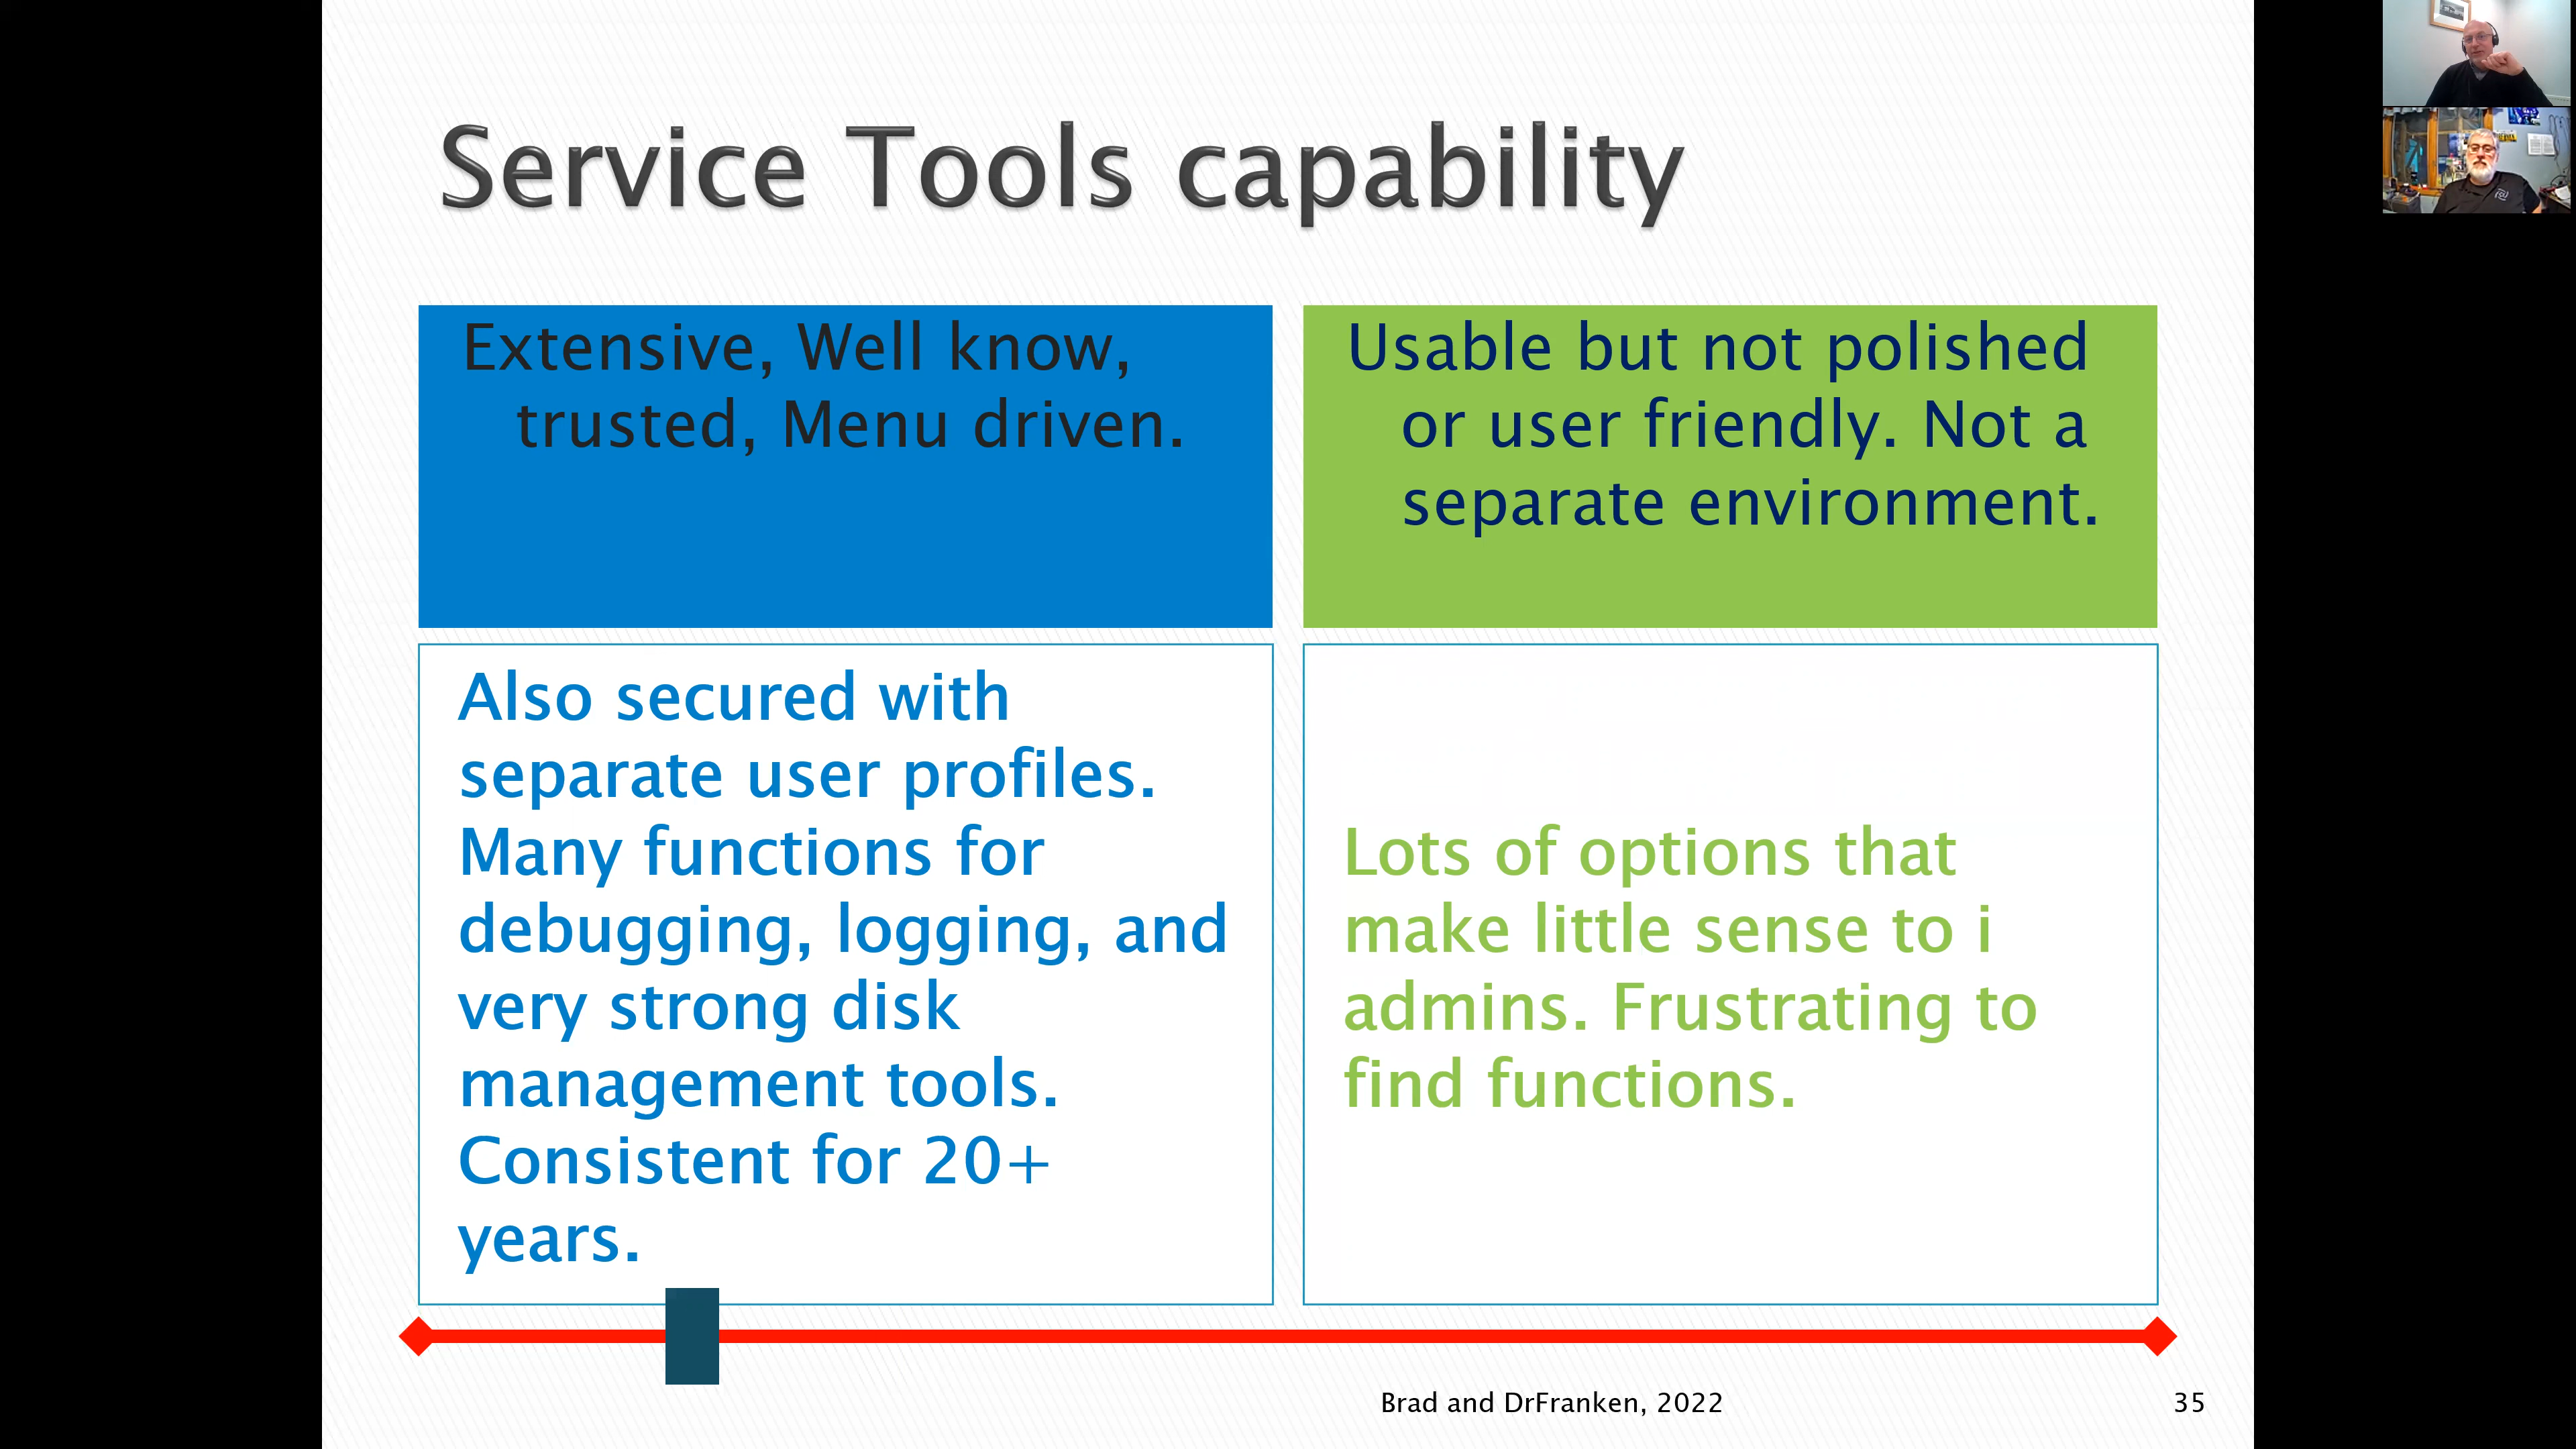 Service Tools capability
Extensive, Well know,
trusted, Menu driven.
Usable but not polished
or user friendly. Not a
separate environment.
Also secured with
separate user profiles.
Many functions for
debugging, logging, and
very strong disk
management tools.
Consistent for 20+
years.
Lots of options that
make little sense to i
admins. Frustrating to
find functions.
Brad and DrFranken, 2022
35